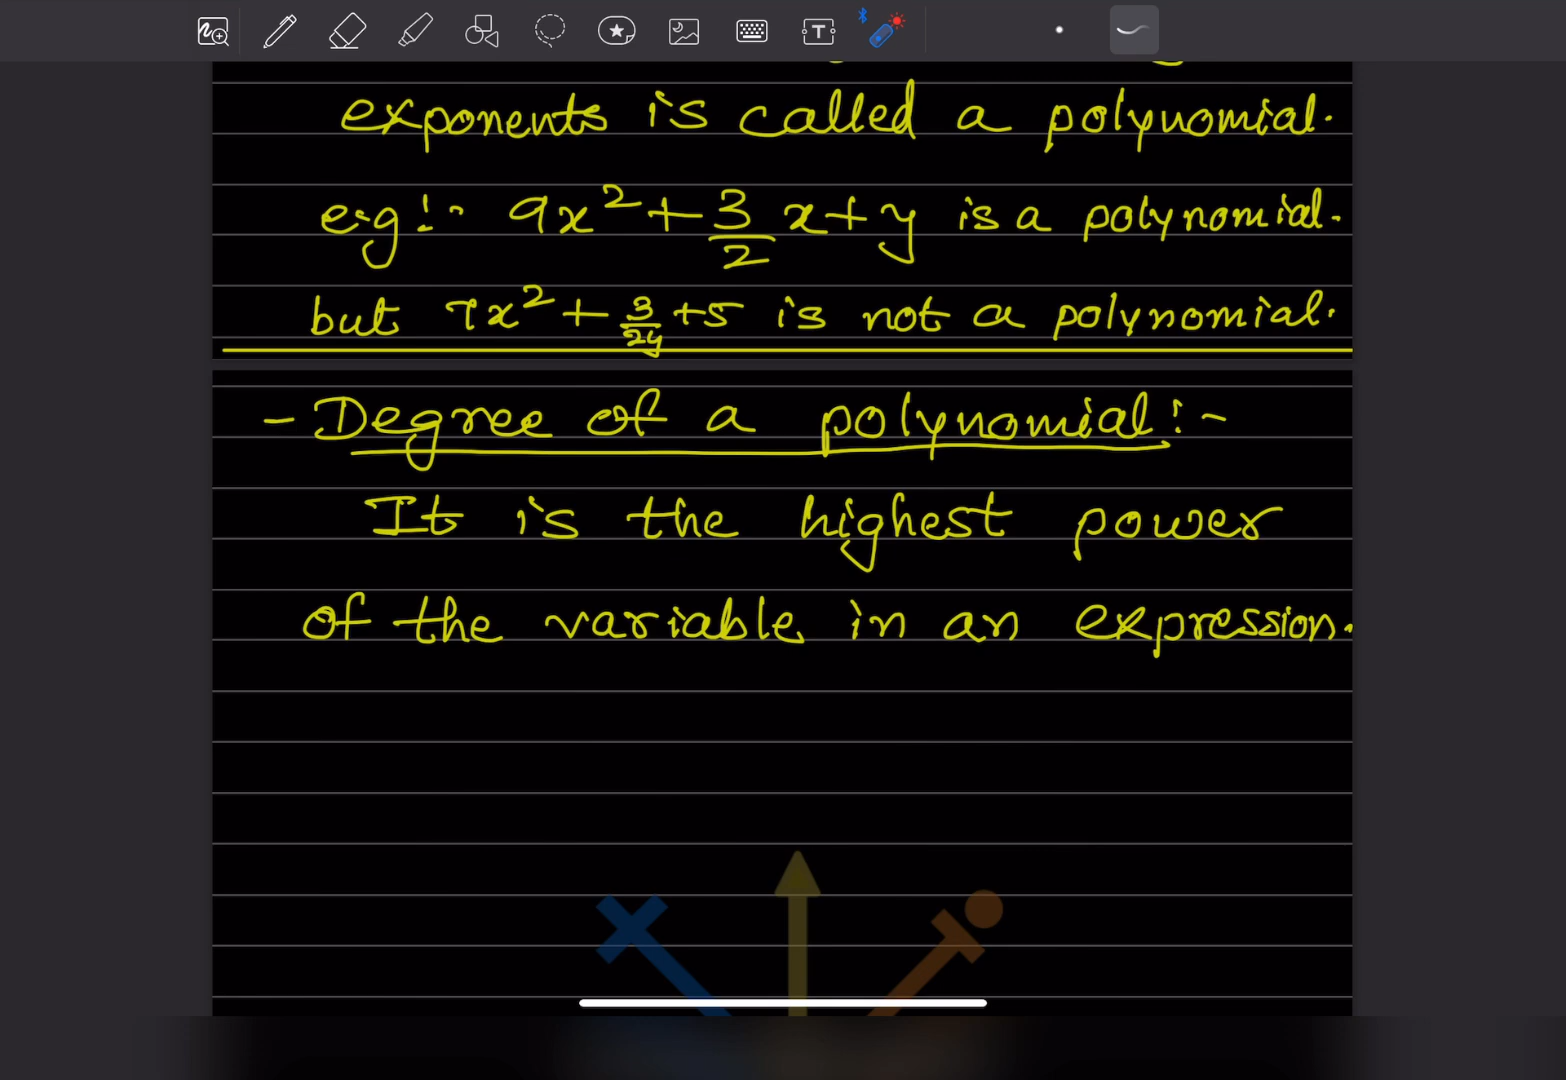 exponents is called a polynomial.
e.g:- 9x² + 3/2 x + y is a polynomial.
but 7x² + 3/2y + 5 is not a polynomial.
- Degree of a polynomial:-
It is the highest power
of the variable in an expression.